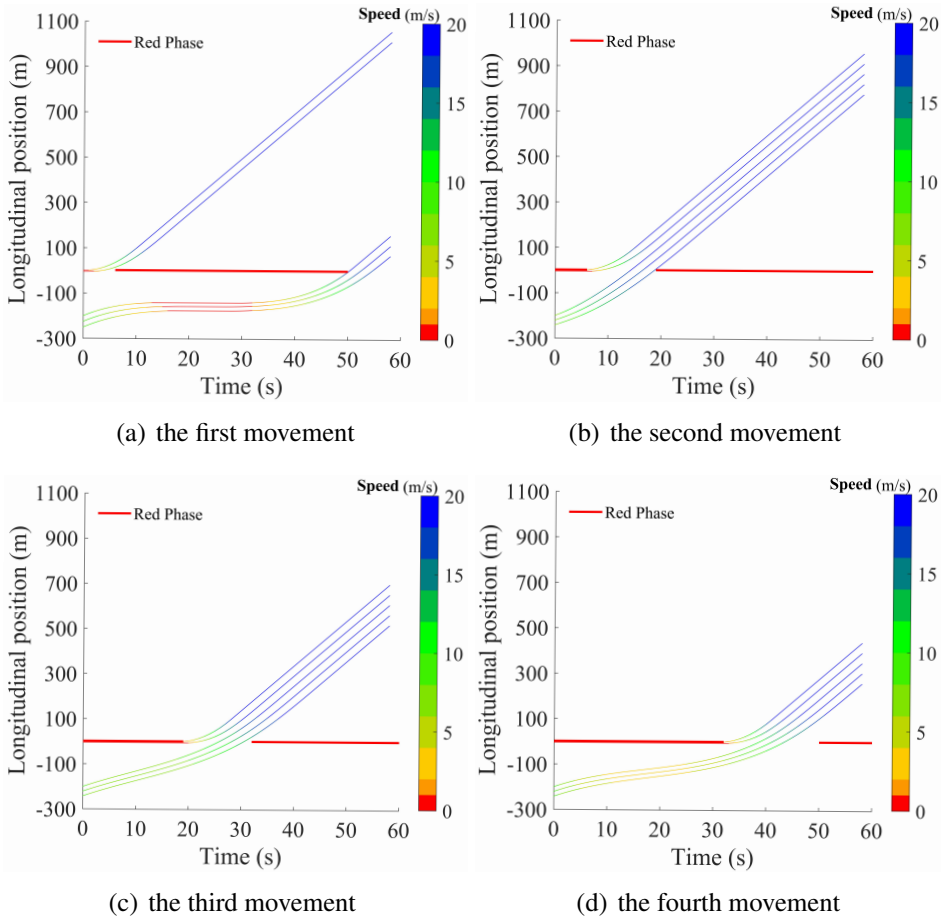 Speed (m/s)
1100
900
700
500
300
100
-100
-300
Longitudinal position (m)
Red Phase
20
15
10
5
0
0 10 20 30 40 50 60
Time (s)
(a) the first movement
Speed (m/s)
1100
900
700
500
300
100
-100
-300
Longitudinal position (m)
Red Phase
20
15
10
5
0
0 10 20 30 40 50 60
Time (s)
(b) the second movement
Speed (m/s)
1100
900
700
500
300
100
-100
-300
Longitudinal position (m)
Red Phase
20
15
10
5
0
0 10 20 30 40 50 60
Time (s)
(c) the third movement
Speed (m/s)
1100
900
700
500
300
100
-100
-300
Longitudinal position (m)
Red Phase
20
15
10
5
0
0 10 20 30 40 50 60
Time (s)
(d) the fourth movement